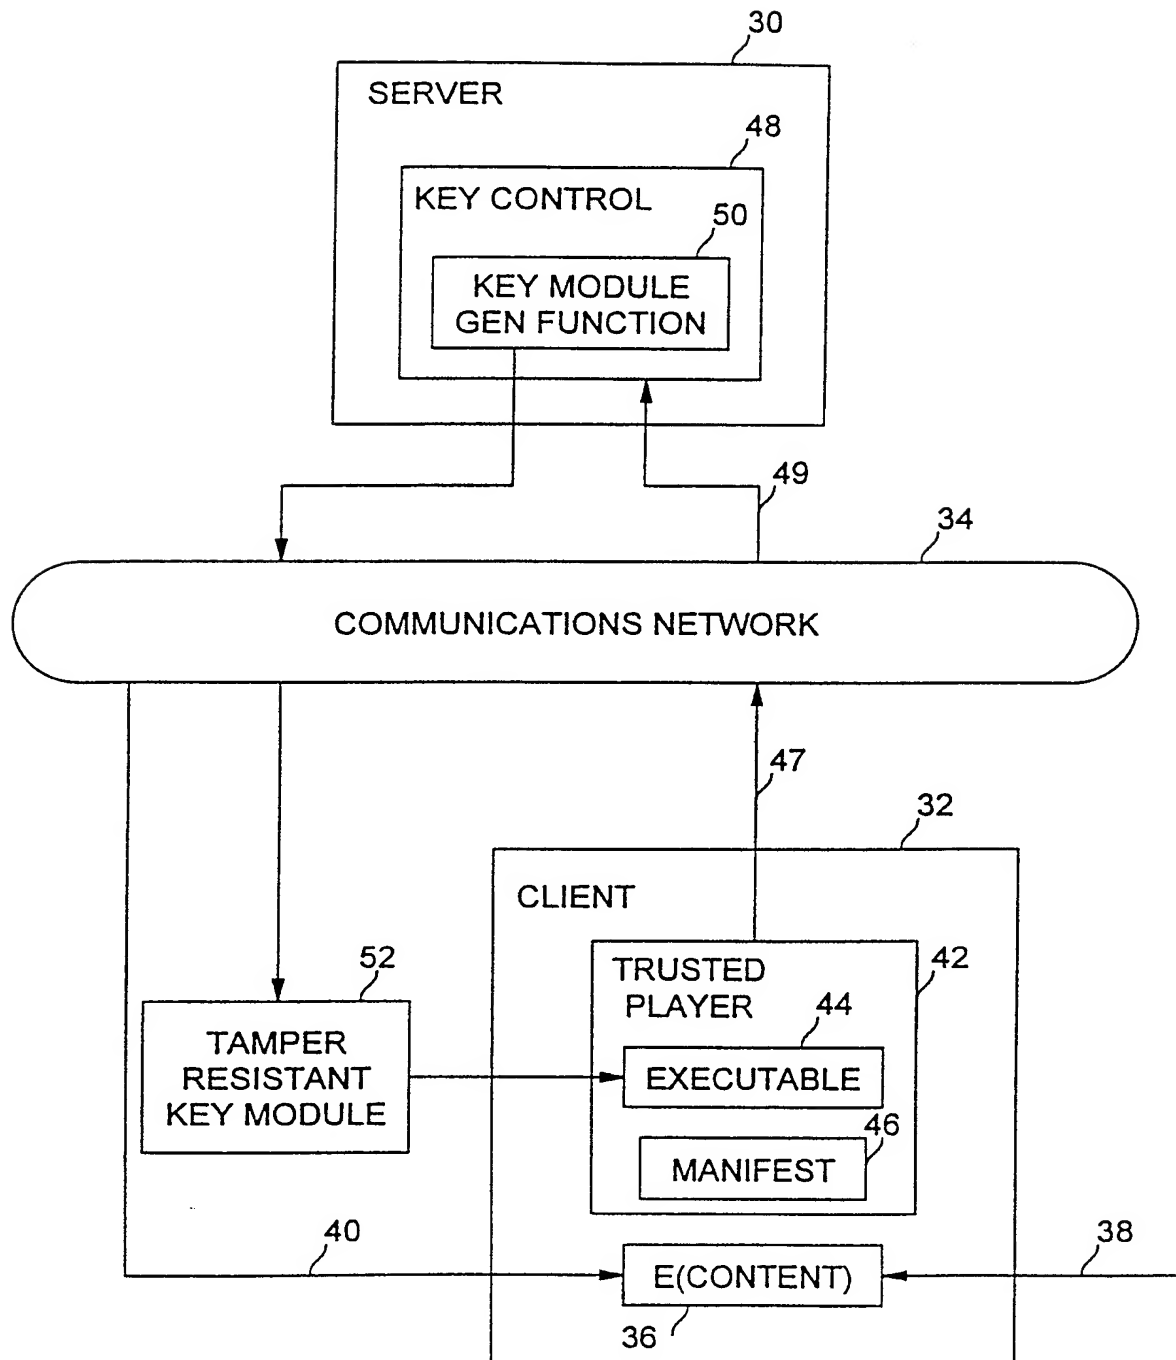 30
SERVER
48
KEY CONTROL
50
KEY MODULE
GEN FUNCTION
49
34
COMMUNICATIONS NETWORK
47
32
CLIENT
52
TAMPER
RESISTANT
KEY MODULE
TRUSTED
PLAYER
42
44
EXECUTABLE
46
MANIFEST
40
38
E(CONTENT)
36